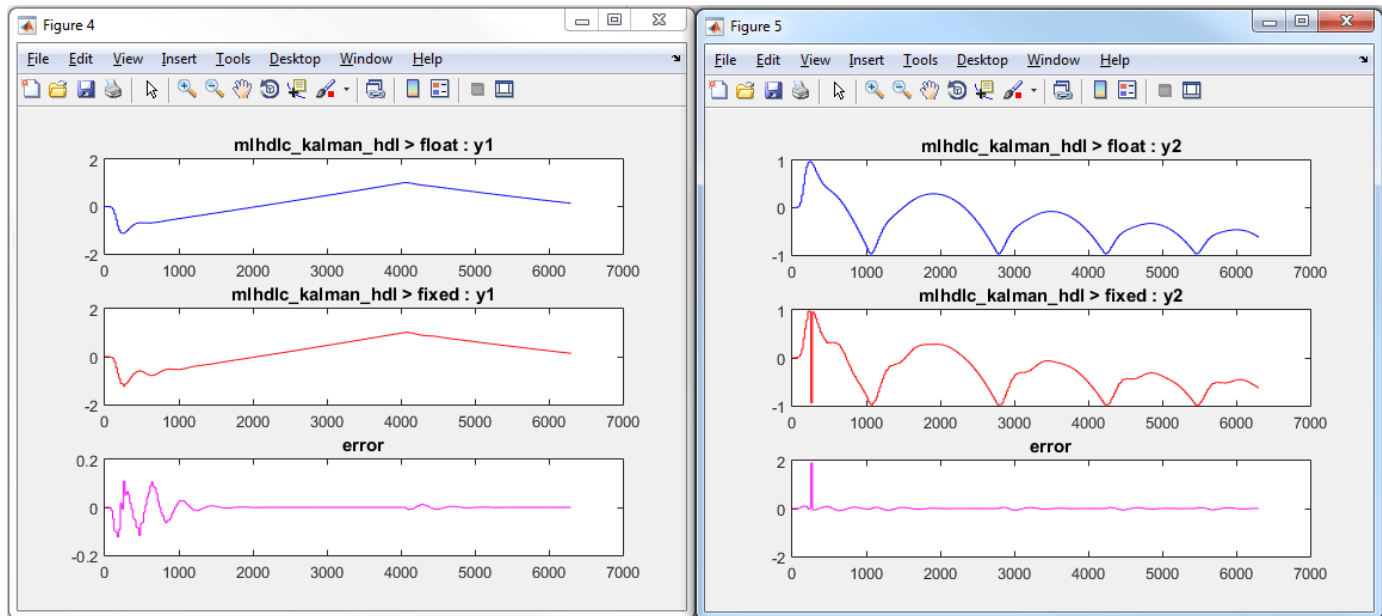 Figure 4
File Edit View Insert Tools Desktop Window Help
mlhdlc_kalman_hdl > float : y1
2
0
-2
0 1000 2000 3000 4000 5000 6000 7000
mlhdlc_kalman_hdl > fixed : y1
2
0
-2
0 1000 2000 3000 4000 5000 6000 7000
error
0.2
0
-0.2
0 1000 2000 3000 4000 5000 6000 7000
Figure 5
File Edit View Insert Tools Desktop Window Help
mlhdlc_kalman_hdl > float : y2
1
0
-1
0 1000 2000 3000 4000 5000 6000 7000
mlhdlc_kalman_hdl > fixed : y2
1
0
-1
0 1000 2000 3000 4000 5000 6000 7000
error
2
0
-2
0 1000 2000 3000 4000 5000 6000 7000